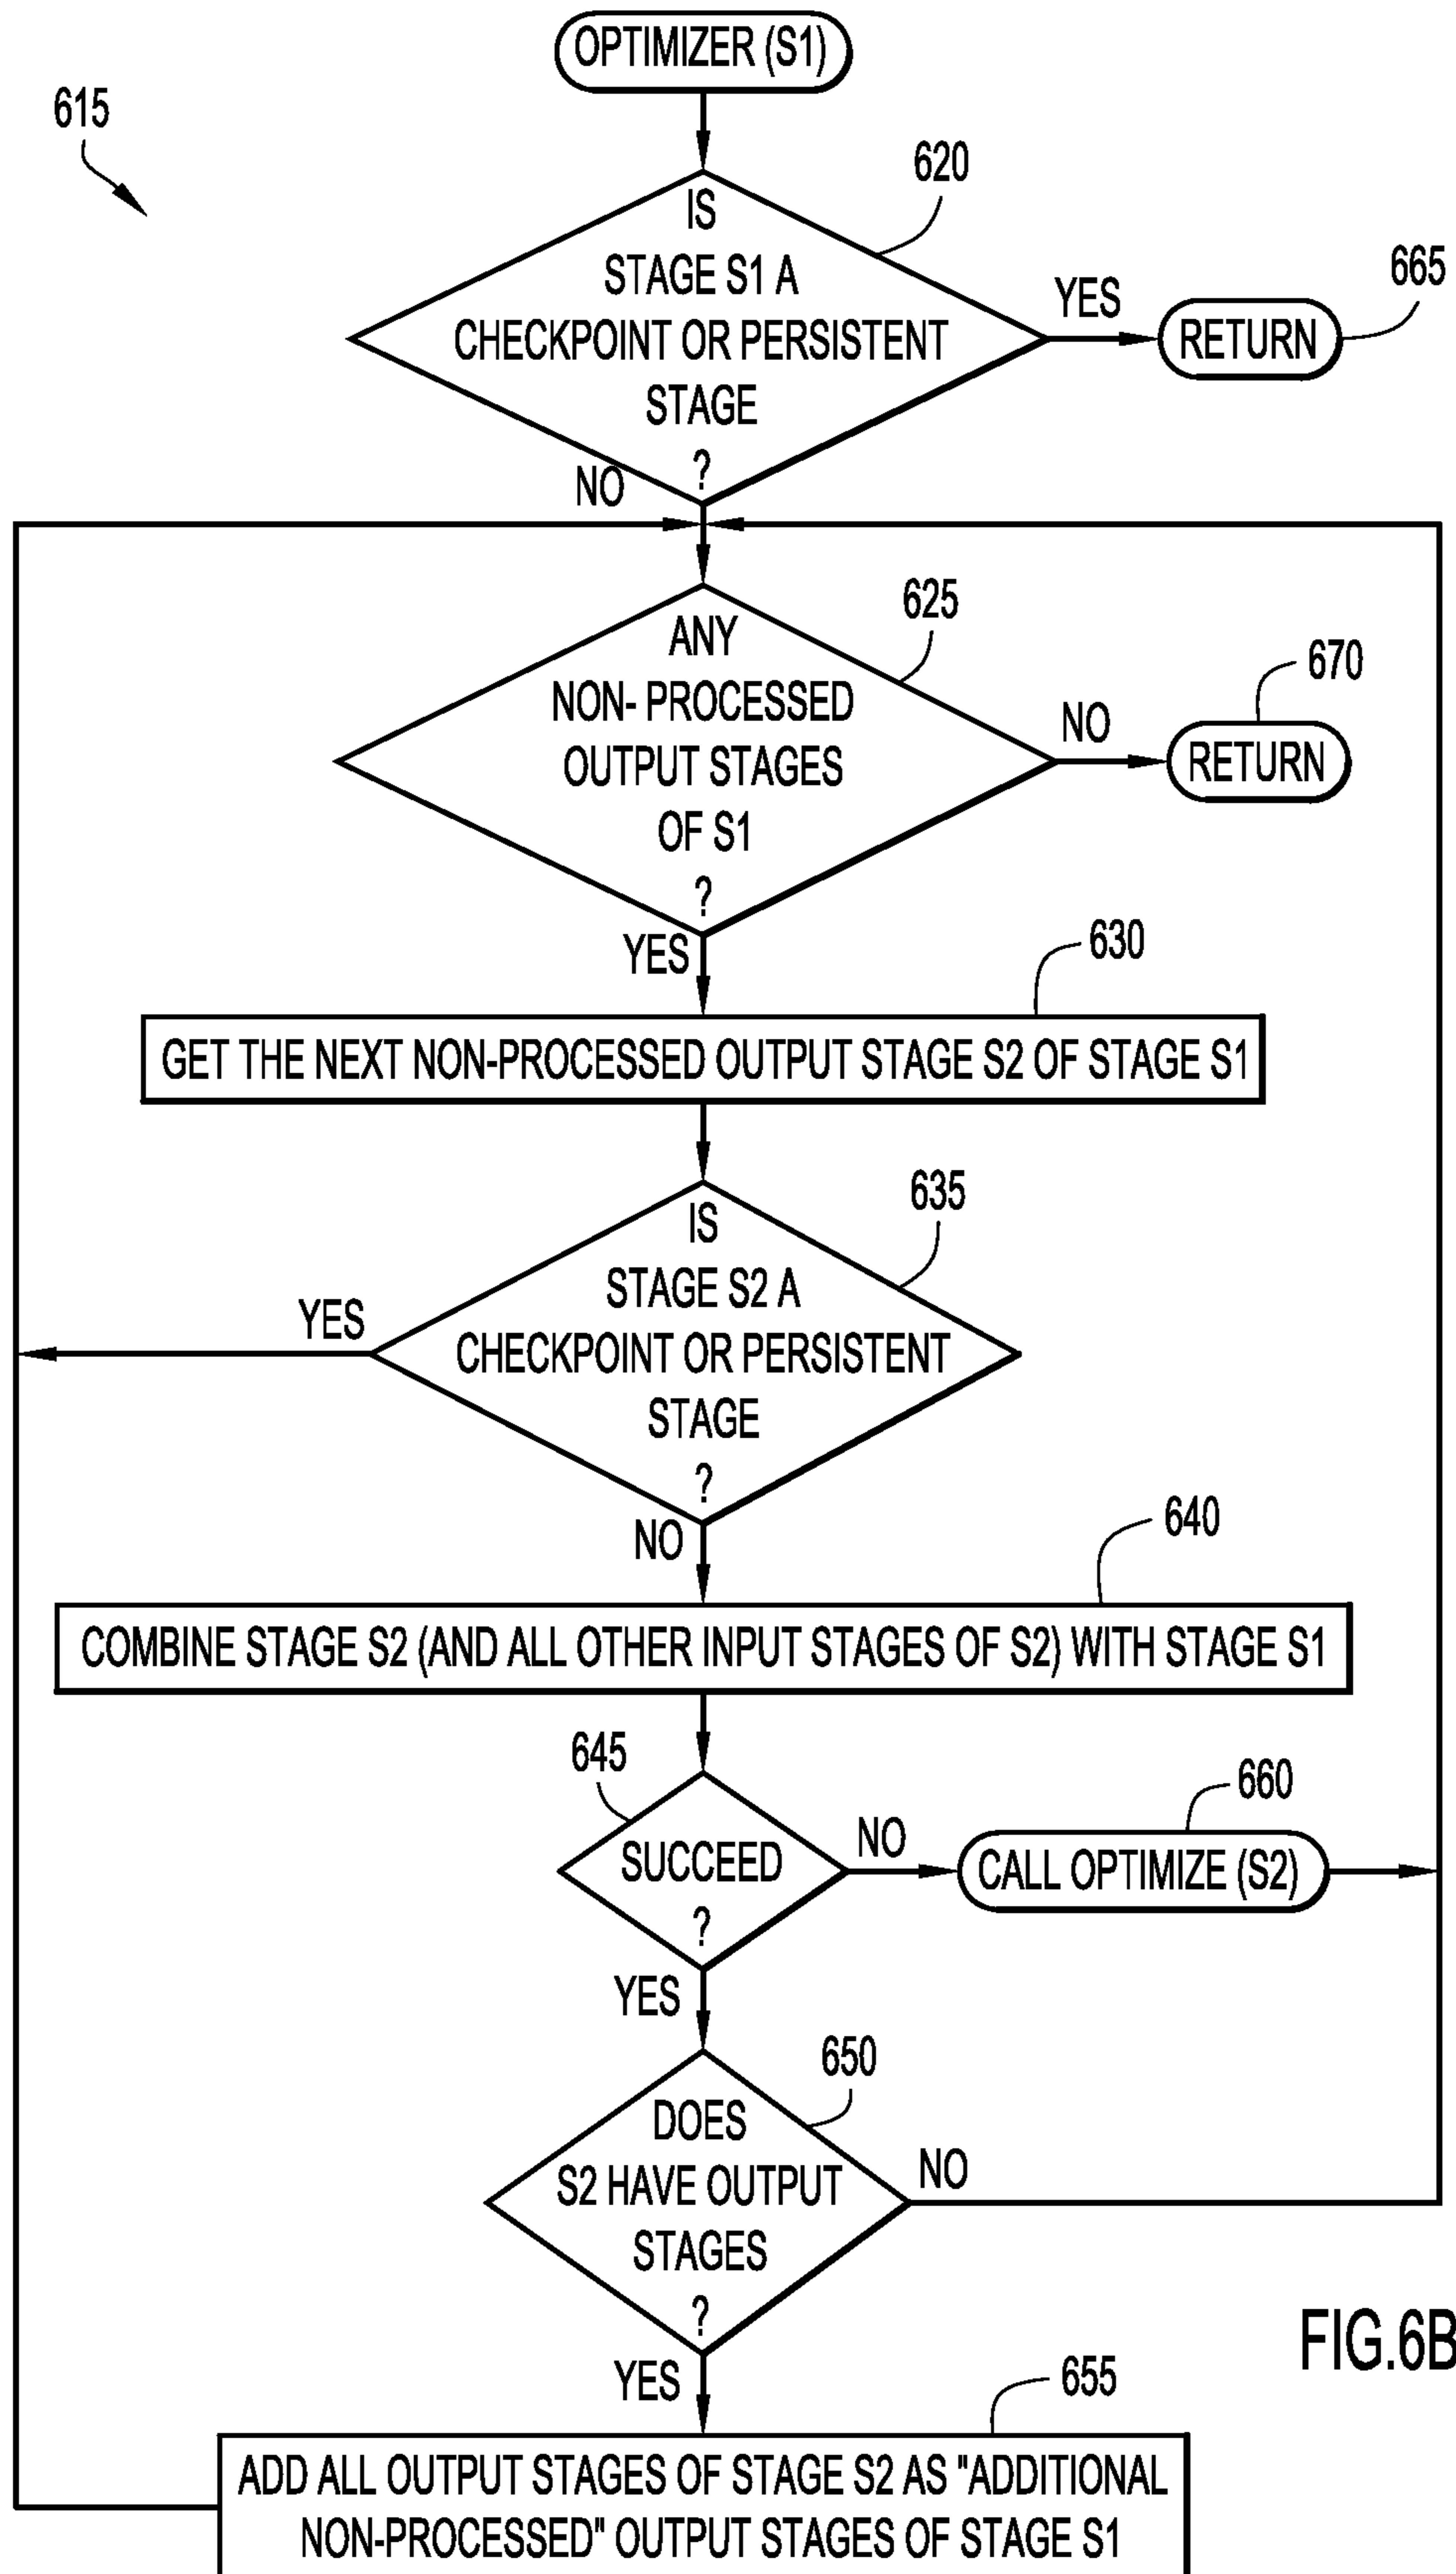 OPTIMIZER (S1)
615
620
IS
STAGE S1 A
CHECKPOINT OR PERSISTENT
STAGE
?
YES
RETURN
665
NO
625
ANY
NON- PROCESSED
OUTPUT STAGES
OF S1
?
NO
RETURN
670
YES
630
GET THE NEXT NON-PROCESSED OUTPUT STAGE S2 OF STAGE S1
635
IS
STAGE S2 A
CHECKPOINT OR PERSISTENT
STAGE
?
YES
NO
640
COMBINE STAGE S2 (AND ALL OTHER INPUT STAGES OF S2) WITH STAGE S1
645
SUCCEED
?
NO
660
CALL OPTIMIZE (S2)
YES
650
DOES
S2 HAVE OUTPUT
STAGES
?
NO
YES
655
ADD ALL OUTPUT STAGES OF STAGE S2 AS "ADDITIONAL
NON-PROCESSED" OUTPUT STAGES OF STAGE S1
FIG.6B